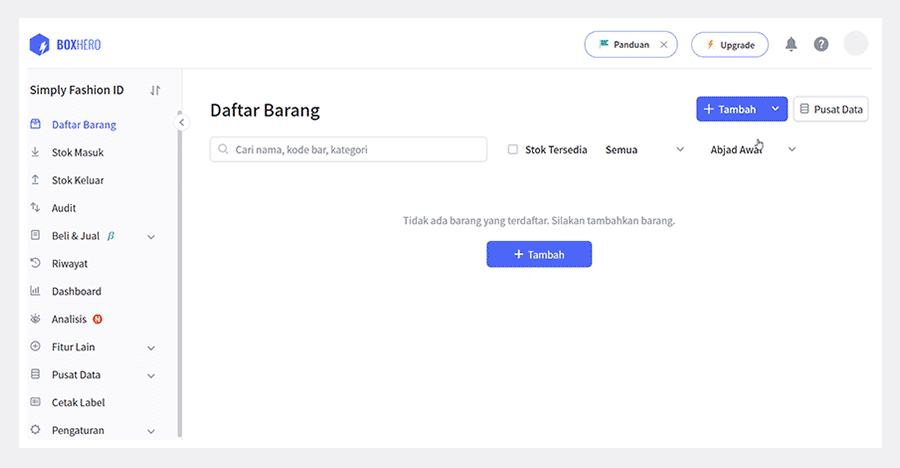 BOXHERO
Panduan
Upgrade
Simply Fashion ID
Daftar Barang
Stok Masuk
Stok Keluar
Audit
Beli & Jual β
Riwayat
Dashboard
Analisis N
Fitur Lain
Pusat Data
Cetak Label
Pengaturan
Daftar Barang
+ Tambah
Pusat Data
Cari nama, kode bar, kategori
Stok Tersedia
Semua
Abjad Awal
Tidak ada barang yang terdaftar. Silakan tambahkan barang.
+ Tambah